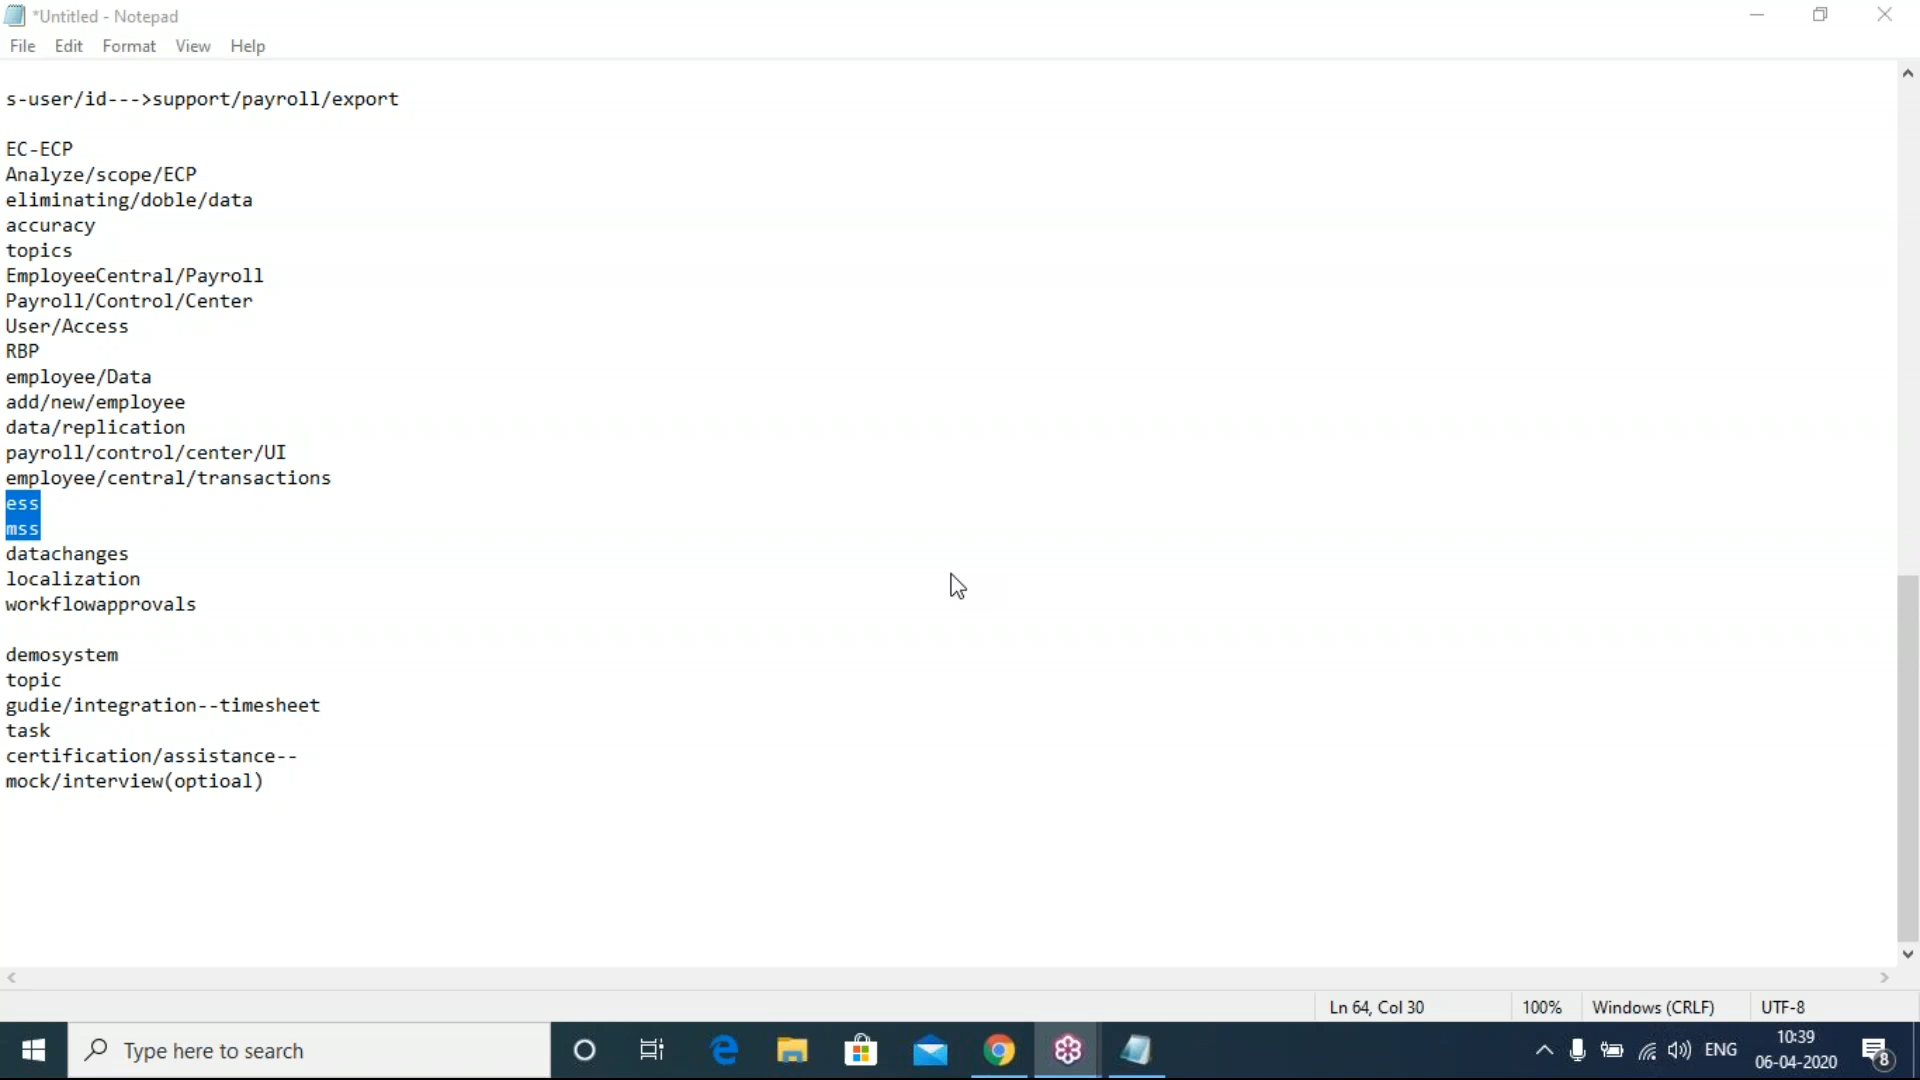 *Untitled - Notepad
File Edit Format View Help
s-user/id--->support/payroll/export
EC-ECP
Analyze/scope/ECP
eliminating/doble/data
accuracy
topics
EmployeeCentral/Payroll
Payroll/Control/Center
User/Access
RBP
employee/Data
add/new/employee
data/replication
payroll/control/center/UI
employee/central/transactions
ess
mss
datachanges
localization
workflowapprovals
demosystem
topic
gudie/integration--timesheet
task
certification/assistance--
mock/interview(optioal)
Ln 64, Col 30 100% Windows (CRLF) UTF-8
Type here to search
ENG
10:39
06-04-2020
8